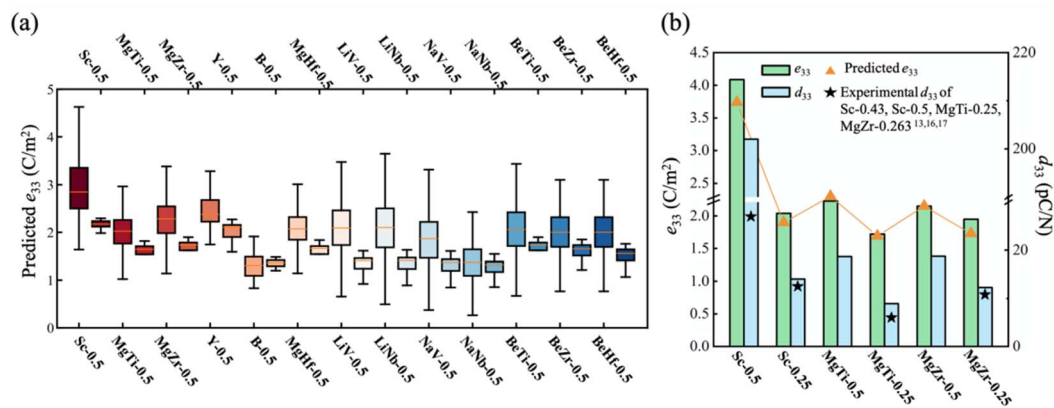 (a)
Sc-0.5
MgTi-0.5
MgZr-0.5
Y-0.5
B-0.5
MgHf-0.5
LiV-0.5
LiNb-0.5
NaV-0.5
NaNb-0.5
BeTi-0.5
BeZr-0.5
BeHf-0.5
Predicted e₃₃ (C/m²)
5
4
3
2
1
0
Sc-0.5
MgTi-0.5
MgZr-0.5
Y-0.5
B-0.5
MgHf-0.5
LiV-0.5
LiNb-0.5
NaV-0.5
NaNb-0.5
BeTi-0.5
BeZr-0.5
BeHf-0.5
(b)
e₃₃ (C/m²)
4.5
4.0
3.5
3.0
2.5
2.0
1.5
1.0
0.5
0.0
e₃₃
d₃₃
Predicted e₃₃
Experimental d₃₃ of
Sc-0.43, Sc-0.5, MgTi-0.25,
MgZr-0.263 ¹³,¹⁶,¹⁷
220
200
20
0
d₃₃ (pC/N)
Sc-0.5
Sc-0.25
MgTi-0.5
MgTi-0.25
MgZr-0.5
MgZr-0.25